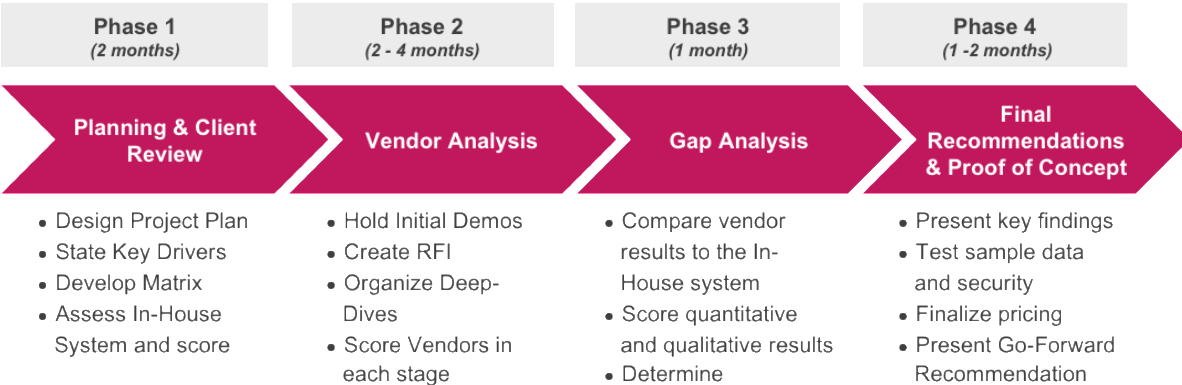 Phase 1
(2 months)
Phase 2
(2 - 4 months)
Phase 3
(1 month)
Phase 4
(1 -2 months)
Planning & Client
Review
Vendor Analysis
Gap Analysis
Final
Recommendations
& Proof of Concept
• Design Project Plan
• State Key Drivers
• Develop Matrix
• Assess In-House
System and score
• Hold Initial Demos
• Create RFI
• Organize Deep-
Dives
• Score Vendors in
each stage
• Compare vendor
results to the In-
House system
• Score quantitative
and qualitative results
• Determine
• Present key findings
• Test sample data
and security
• Finalize pricing
• Present Go-Forward
Recommendation